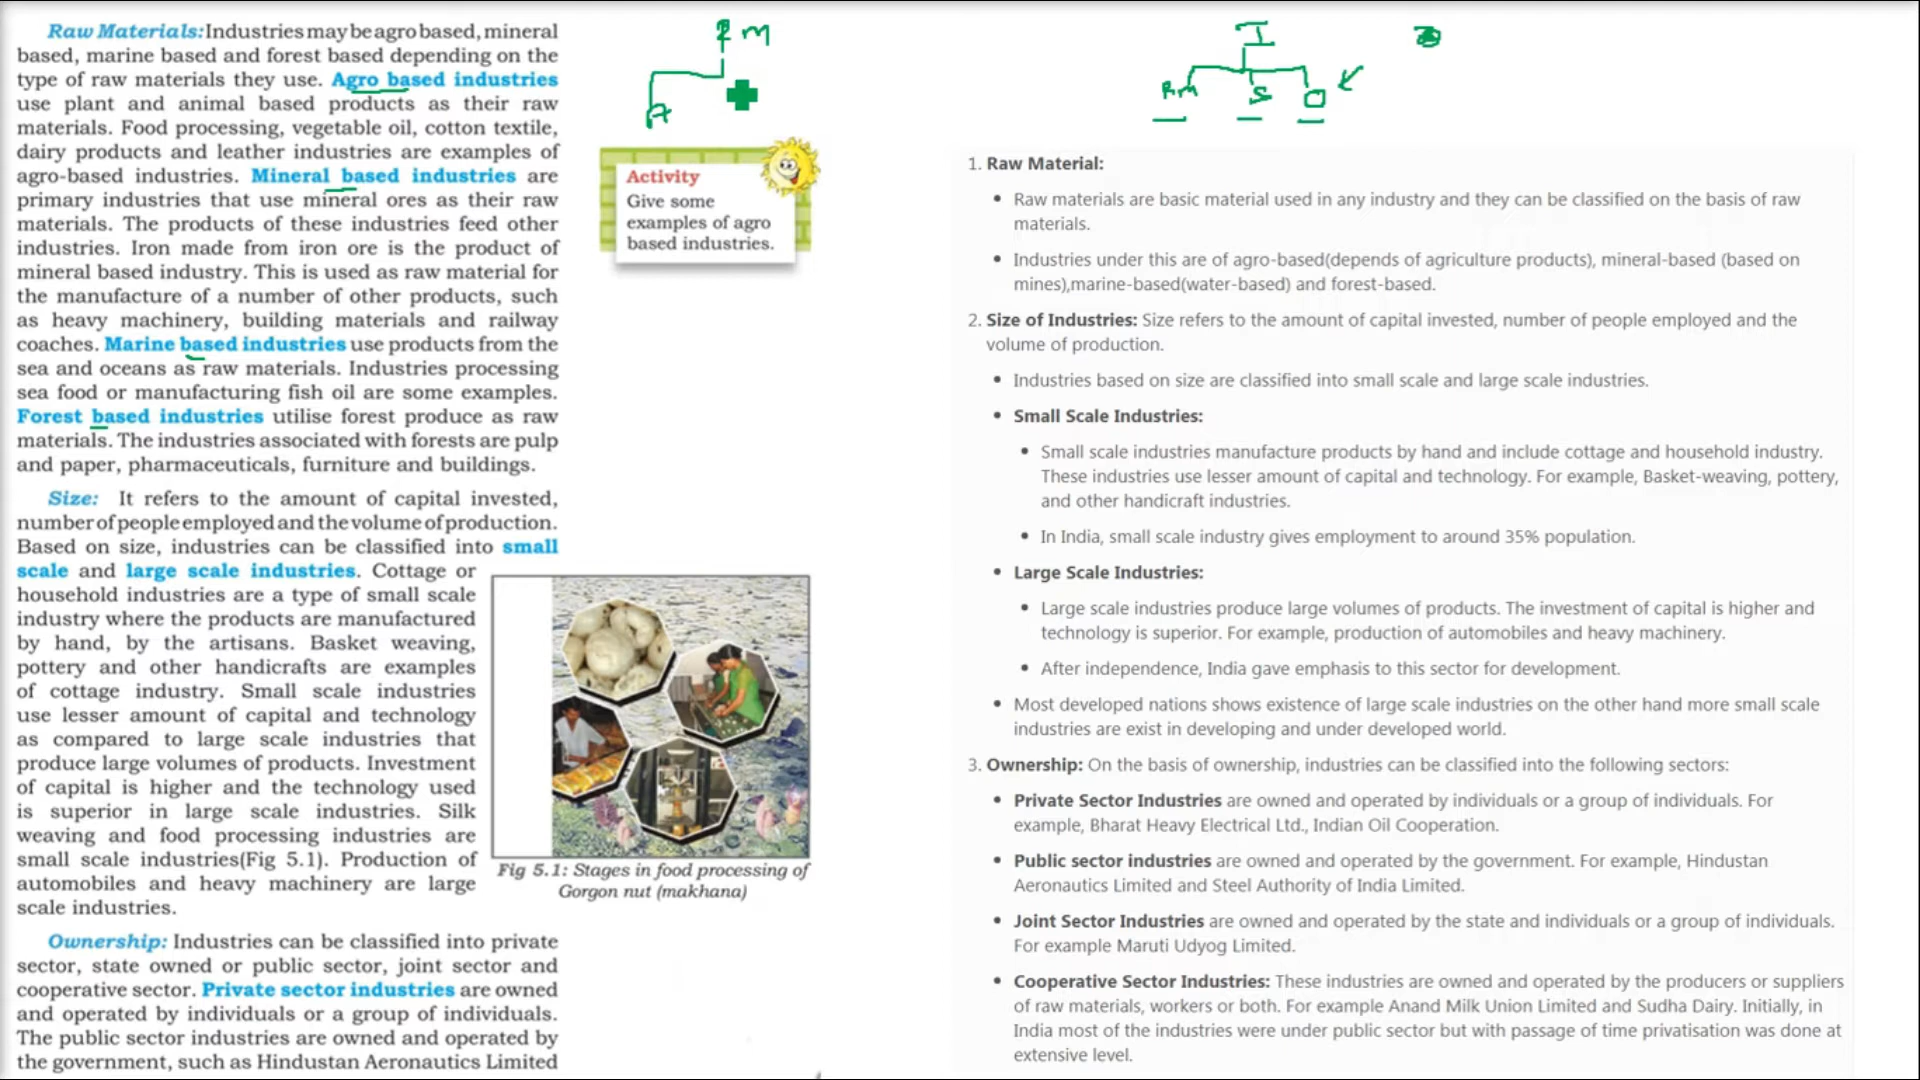 Raw Materials: Industries may be agro based, mineral
based, marine based and forest based depending on the
type of raw materials they use. Agro based industries
use plant and animal based products as their raw
materials. Food processing, vegetable oil, cotton textile,
dairy products and leather industries are examples of
agro-based industries. Mineral based industries are
primary industries that use mineral ores as their raw
materials. The products of these industries feed other
industries. Iron made from iron ore is the product of
mineral based industry. This is used as raw material for
the manufacture of a number of other products, such
as heavy machinery, building materials and railway
coaches. Marine based industries use products from the
sea and oceans as raw materials. Industries processing
sea food or manufacturing fish oil are some examples.
Forest based industries utilise forest produce as raw
materials. The industries associated with forests are pulp
and paper, pharmaceuticals, furniture and buildings.
Size: It refers to the amount of capital invested,
number of people employed and the volume of production.
Based on size, industries can be classified into small
scale and large scale industries. Cottage or
household industries are a type of small scale
industry where the products are manufactured
by hand, by the artisans. Basket weaving,
pottery and other handicrafts are examples
of cottage industry. Small scale industries
use lesser amount of capital and technology
as compared to large scale industries that
produce large volumes of products. Investment
of capital is higher and the technology used
is superior in large scale industries. Silk
weaving and food processing industries are
small scale industries(Fig 5.1). Production of
automobiles and heavy machinery are large
scale industries.
Ownership: Industries can be classified into private
sector, state owned or public sector, joint sector and
cooperative sector. Private sector industries are owned
and operated by individuals or a group of individuals.
The public sector industries are owned and operated by
the government, such as Hindustan Aeronautics Limited
R m
A
Activity
Give some
examples of agro
based industries.
Fig 5.1: Stages in food processing of
Gorgon nut (makhana)
I
Rm S O
1. Raw Material:
• Raw materials are basic material used in any industry and they can be classified on the basis of raw
materials.
• Industries under this are of agro-based(depends of agriculture products), mineral-based (based on
mines),marine-based(water-based) and forest-based.
2. Size of Industries: Size refers to the amount of capital invested, number of people employed and the
volume of production.
• Industries based on size are classified into small scale and large scale industries.
• Small Scale Industries:
• Small scale industries manufacture products by hand and include cottage and household industry.
These industries use lesser amount of capital and technology. For example, Basket-weaving, pottery,
and other handicraft industries.
• In India, small scale industry gives employment to around 35% population.
• Large Scale Industries:
• Large scale industries produce large volumes of products. The investment of capital is higher and
technology is superior. For example, production of automobiles and heavy machinery.
• After independence, India gave emphasis to this sector for development.
• Most developed nations shows existence of large scale industries on the other hand more small scale
industries are exist in developing and under developed world.
3. Ownership: On the basis of ownership, industries can be classified into the following sectors:
• Private Sector Industries are owned and operated by individuals or a group of individuals. For
example, Bharat Heavy Electrical Ltd., Indian Oil Cooperation.
• Public sector industries are owned and operated by the government. For example, Hindustan
Aeronautics Limited and Steel Authority of India Limited.
• Joint Sector Industries are owned and operated by the state and individuals or a group of individuals.
For example Maruti Udyog Limited.
• Cooperative Sector Industries: These industries are owned and operated by the producers or suppliers
of raw materials, workers or both. For example Anand Milk Union Limited and Sudha Dairy. Initially, in
India most of the industries were under public sector but with passage of time privatisation was done at
extensive level.